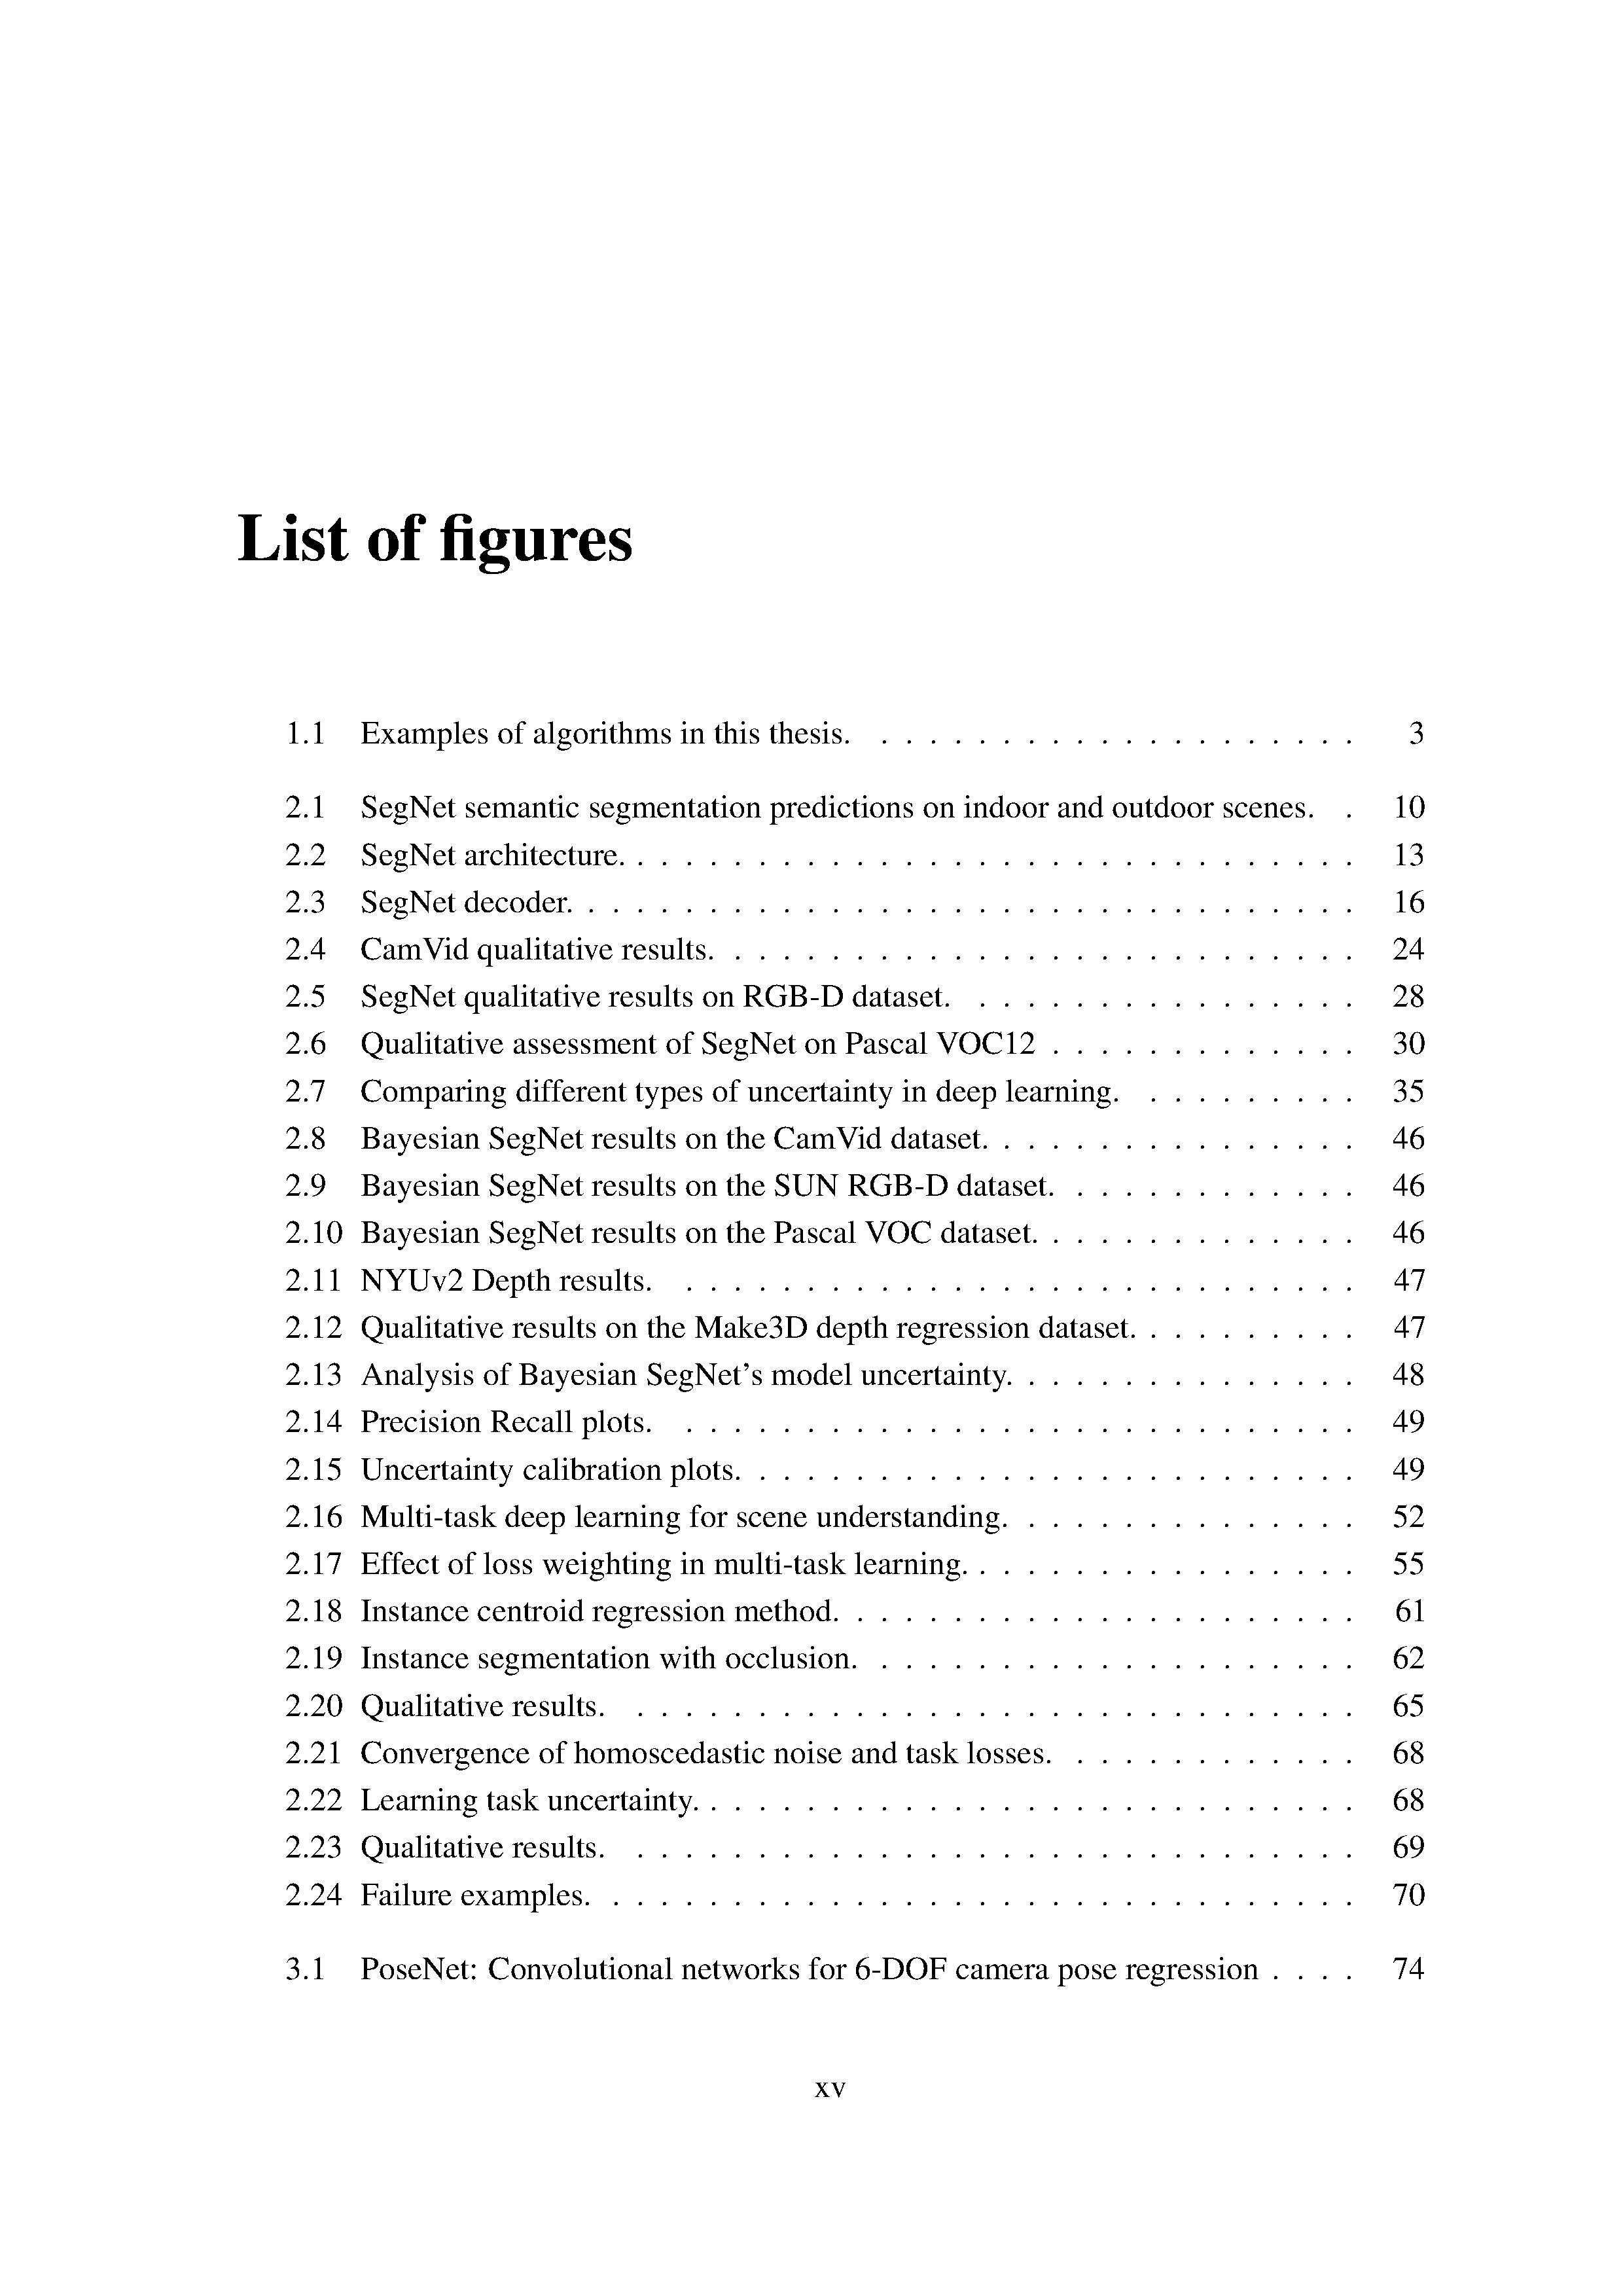 List of figures
1.1 Examples of algorithms in this thesis. . . . . . . . . . . . . . . . . . . . . 3
2.1 SegNet semantic segmentation predictions on indoor and outdoor scenes. . 10
2.2 SegNet architecture. . . . . . . . . . . . . . . . . . . . . . . . . . . . . . . 13
2.3 SegNet decoder. . . . . . . . . . . . . . . . . . . . . . . . . . . . . . . . . 16
2.4 CamVid qualitative results. . . . . . . . . . . . . . . . . . . . . . . . . . . 24
2.5 SegNet qualitative results on RGB-D dataset. . . . . . . . . . . . . . . . . 28
2.6 Qualitative assessment of SegNet on Pascal VOC12 . . . . . . . . . . . . . 30
2.7 Comparing different types of uncertainty in deep learning. . . . . . . . . . 35
2.8 Bayesian SegNet results on the CamVid dataset. . . . . . . . . . . . . . . . 46
2.9 Bayesian SegNet results on the SUN RGB-D dataset. . . . . . . . . . . . . 46
2.10 Bayesian SegNet results on the Pascal VOC dataset. . . . . . . . . . . . . . 46
2.11 NYUv2 Depth results. . . . . . . . . . . . . . . . . . . . . . . . . . . . . 47
2.12 Qualitative results on the Make3D depth regression dataset. . . . . . . . . . 47
2.13 Analysis of Bayesian SegNet's model uncertainty. . . . . . . . . . . . . . . 48
2.14 Precision Recall plots. . . . . . . . . . . . . . . . . . . . . . . . . . . . . 49
2.15 Uncertainty calibration plots. . . . . . . . . . . . . . . . . . . . . . . . . . 49
2.16 Multi-task deep learning for scene understanding. . . . . . . . . . . . . . . 52
2.17 Effect of loss weighting in multi-task learning. . . . . . . . . . . . . . . . . 55
2.18 Instance centroid regression method. . . . . . . . . . . . . . . . . . . . . . 61
2.19 Instance segmentation with occlusion. . . . . . . . . . . . . . . . . . . . . 62
2.20 Qualitative results. . . . . . . . . . . . . . . . . . . . . . . . . . . . . . . 65
2.21 Convergence of homoscedastic noise and task losses. . . . . . . . . . . . . 68
2.22 Learning task uncertainty. . . . . . . . . . . . . . . . . . . . . . . . . . . . 68
2.23 Qualitative results. . . . . . . . . . . . . . . . . . . . . . . . . . . . . . . 69
2.24 Failure examples. . . . . . . . . . . . . . . . . . . . . . . . . . . . . . . . 70
3.1 PoseNet: Convolutional networks for 6-DOF camera pose regression . . . . 74
xv